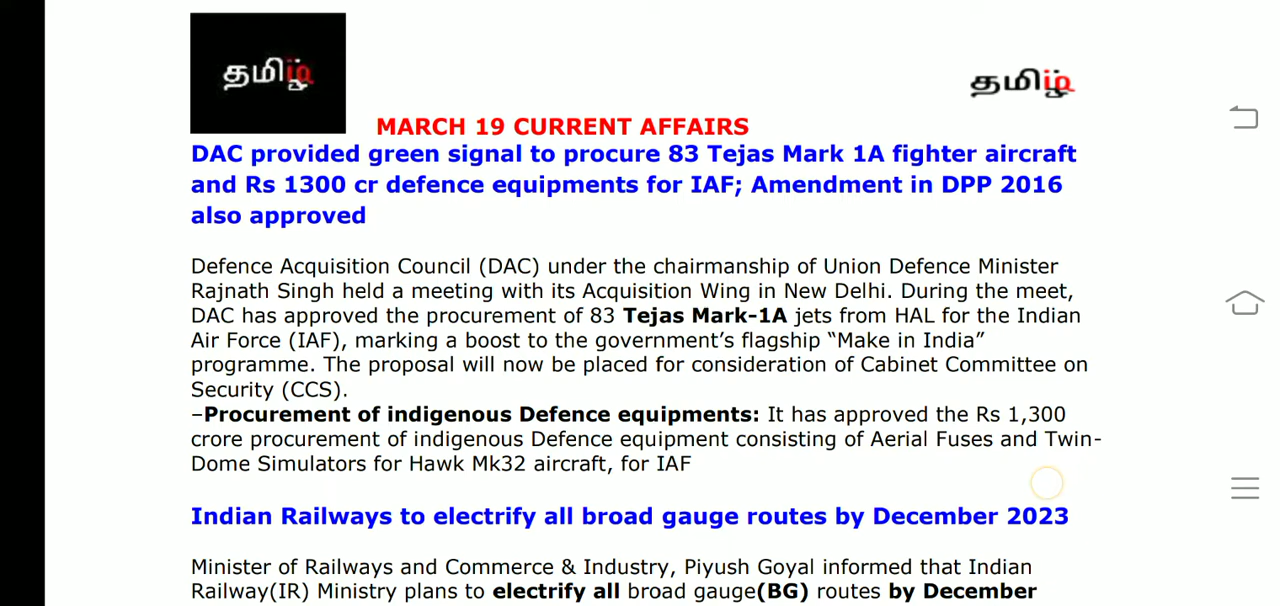 தமிழ்
தமிழ்
MARCH 19 CURRENT AFFAIRS
DAC provided green signal to procure 83 Tejas Mark 1A fighter aircraft
and Rs 1300 cr defence equipments for IAF; Amendment in DPP 2016
also approved
Defence Acquisition Council (DAC) under the chairmanship of Union Defence Minister
Rajnath Singh held a meeting with its Acquisition Wing in New Delhi. During the meet,
DAC has approved the procurement of 83 Tejas Mark-1A jets from HAL for the Indian
Air Force (IAF), marking a boost to the government’s flagship “Make in India”
programme. The proposal will now be placed for consideration of Cabinet Committee on
Security (CCS).
–Procurement of indigenous Defence equipments: It has approved the Rs 1,300
crore procurement of indigenous Defence equipment consisting of Aerial Fuses and Twin-
Dome Simulators for Hawk Mk32 aircraft, for IAF
Indian Railways to electrify all broad gauge routes by December 2023
Minister of Railways and Commerce & Industry, Piyush Goyal informed that Indian
Railway(IR) Ministry plans to electrify all broad gauge(BG) routes by December